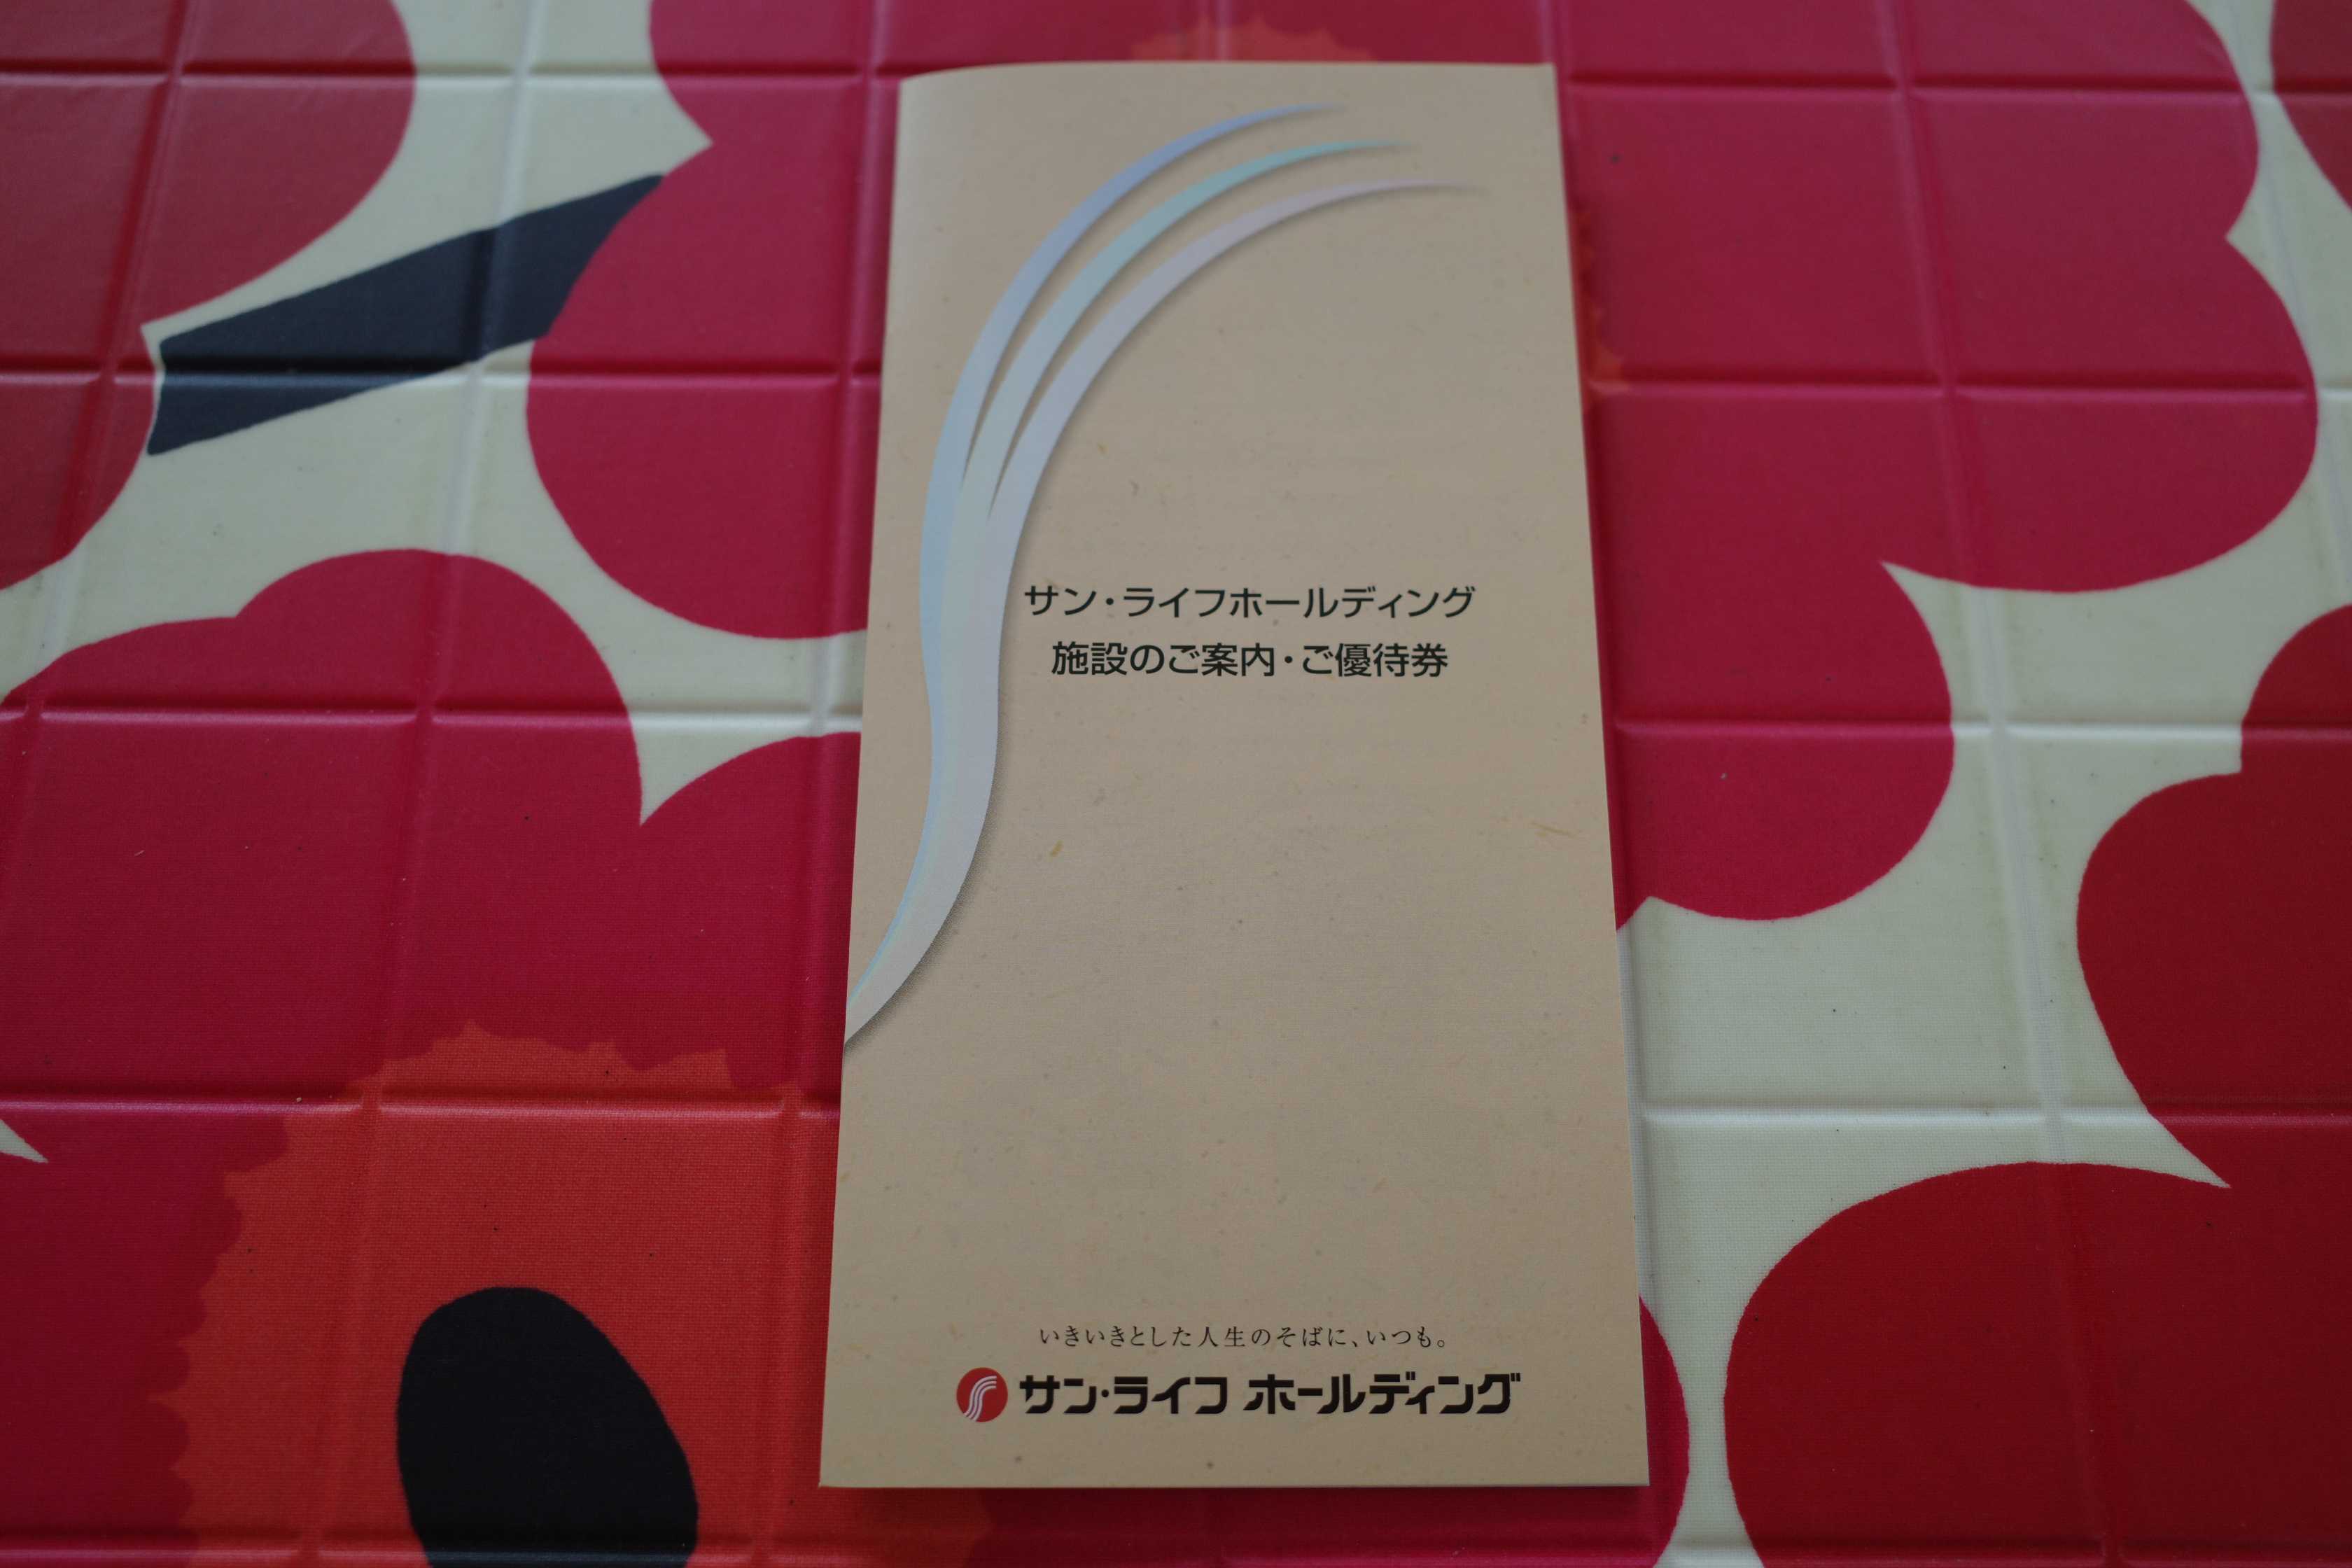 サン・ライフホールディング
施設のご案内・ご優待券
いきいきとした人生のそばに、いつも。
サン・ライフ ホールディング